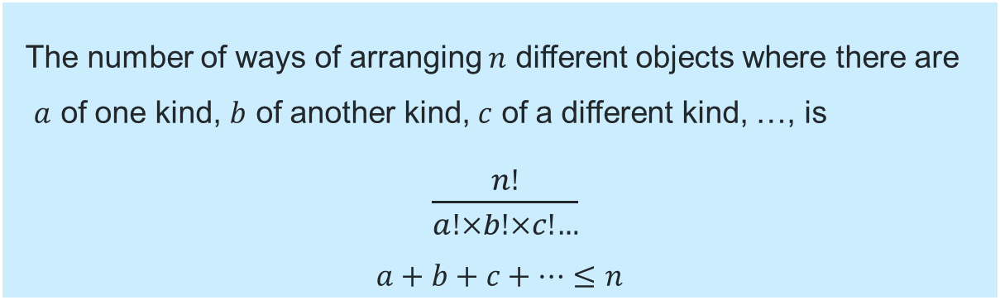 The number of ways of arranging n different objects where there are
a of one kind, b of another kind, c of a different kind, …, is
n!
a!×b!×c!...
a + b + c + ⋯ ≤ n